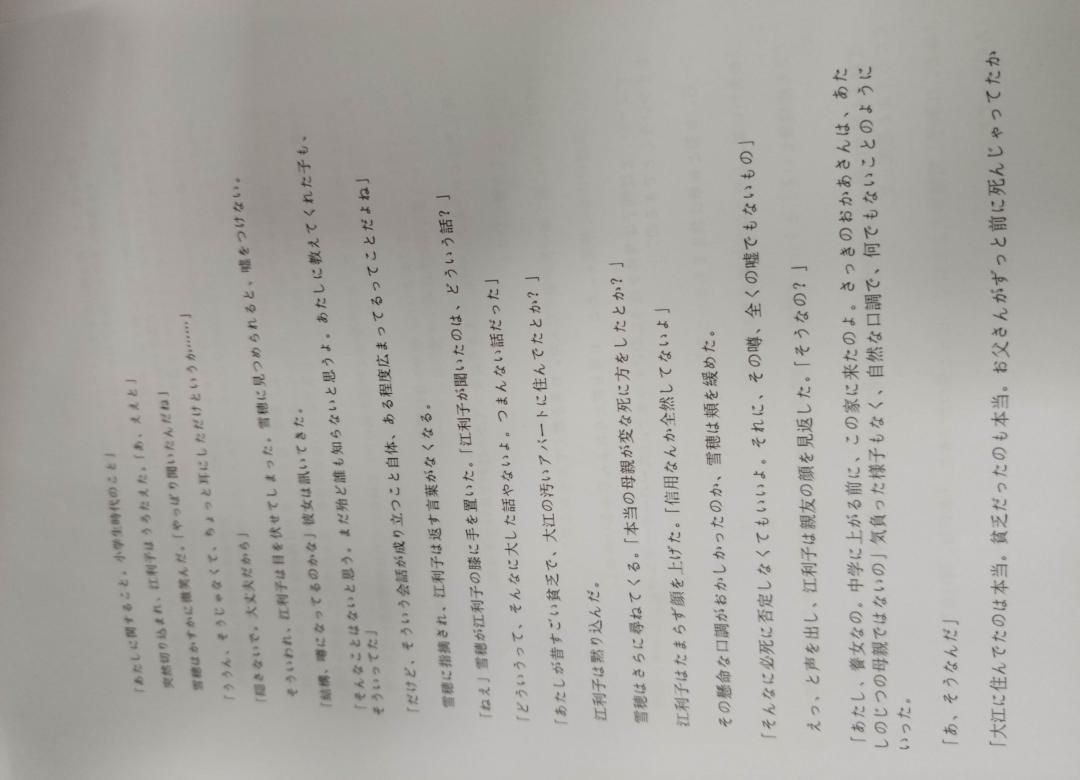 「あたしに関すること。小学生時代のこと」
突然切り込まれ、江利子はうろたえた。「あ、ええと」
雪穂はかすかに微笑んだ。「やっぱり聞いたんだね」
「ううん、そうじゃなくて、ちょっと耳にしただけというか……」
「隠さないで。大丈夫だから」
そういわれ、江利子は目を伏せてしまった。雪穂に見つめられると、嘘をつけない。
「結構、噂になってるのかな」彼女は訊いてきた。
「そんなことはないと思う。まだ殆ど誰も知らないと思うよ。あたしに教えてくれた子も、
そういってた」
「だけど、そういう会話が成り立つこと自体、ある程度広まってるってことだよね」
雪穂に指摘され、江利子は返す言葉がなくなる。
「ねえ」雪穂が江利子の膝に手を置いた。「江利子が聞いたのは、どういう話？」
「どういうって、そんなに大した話やないよ。つまんない話だった」
「あたしが昔すごい貧乏で、大江の汚いアパートに住んでたとか？」
江利子は黙り込んだ。
雪穂はさらに尋ねてくる。「本当の母親が変な死に方をしたとか？」
江利子はたまらず顔を上げた。「信用なんか全然してないよ」
その懸命な口調がおかしかったのか、雪穂は頬を緩めた。
「そんなに必死に否定しなくてもいいよ。それに、その噂、全くの嘘でもないもの」
えっ、と声を出し、江利子は親友の顔を見返した。「そうなの？」
「あたし、養女なの。中学に上がる前に、この家に来たのよ。さっきのおかあさんは、あた
しのじつの母親ではないの」気負った様子もなく、自然な口調で、何でもないことのように
いった。
「あ、そうなんだ」
「大江に住んでたのは本当。貧乏だったのも本当。お父さんがずっと前に死んじゃってたか